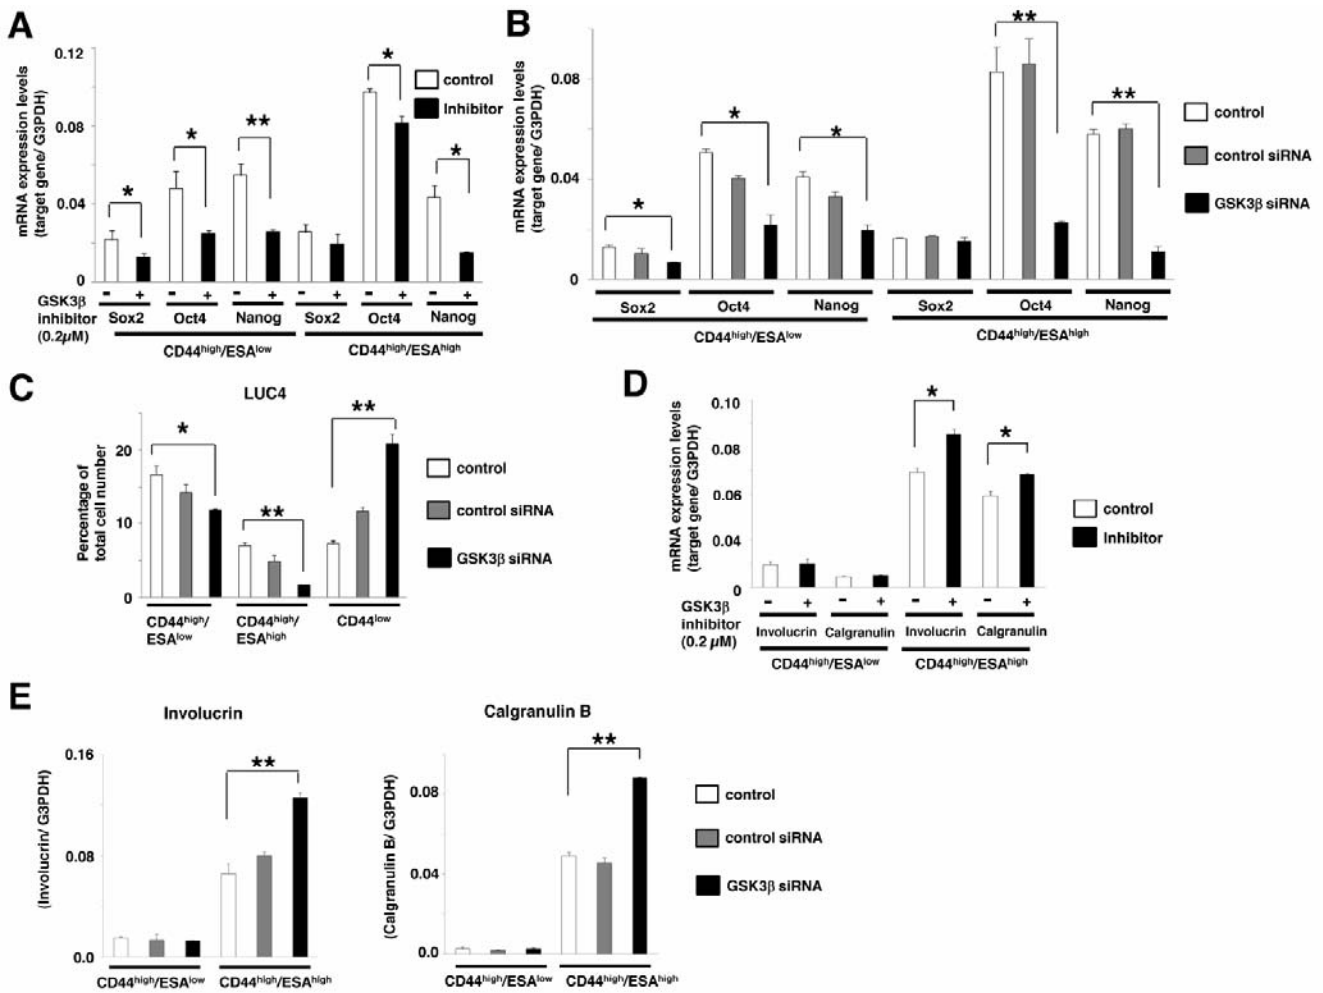 A
mRNA expression levels
(target gene/ G3PDH)
0.12
0.08
0.04
0
*
*
**
*
*
control
Inhibitor
- + - + - + - + - + - +
GSK3β
inhibitor
(0.2µM)
Sox2 Oct4 Nanog Sox2 Oct4 Nanog
CD44high/ESAlow CD44high/ESAhigh
B
mRNA expression levels
(target gene/ G3PDH)
0.08
0.04
0
*
*
*
**
**
control
control siRNA
GSK3β siRNA
Sox2 Oct4 Nanog Sox2 Oct4 Nanog
CD44high/ESAlow CD44high/ESAhigh
C
LUC4
Percentage of
total cell number
20
10
0
*
**
**
control
control siRNA
GSK3β siRNA
CD44high/
ESAlow
CD44high/
ESAhigh
CD44low
D
mRNA expression levels
(target gene/ G3PDH)
0.10
0.08
0.06
0.04
0
*
*
control
Inhibitor
- + - + - + - +
GSK3β
inhibitor
(0.2 µM)
Involucrin Calgranulin Involucrin Calgranulin
CD44high/ESAlow CD44high/ESAhigh
E
Involucrin
(Involucrin/ G3PDH)
0.16
0.08
0.0
**
CD44high/ESAlow CD44high/ESAhigh
Calgranulin B
(Calgranulin B/ G3PDH)
0.08
0.04
0.0
**
CD44high/ESAlow CD44high/ESAhigh
control
control siRNA
GSK3β siRNA